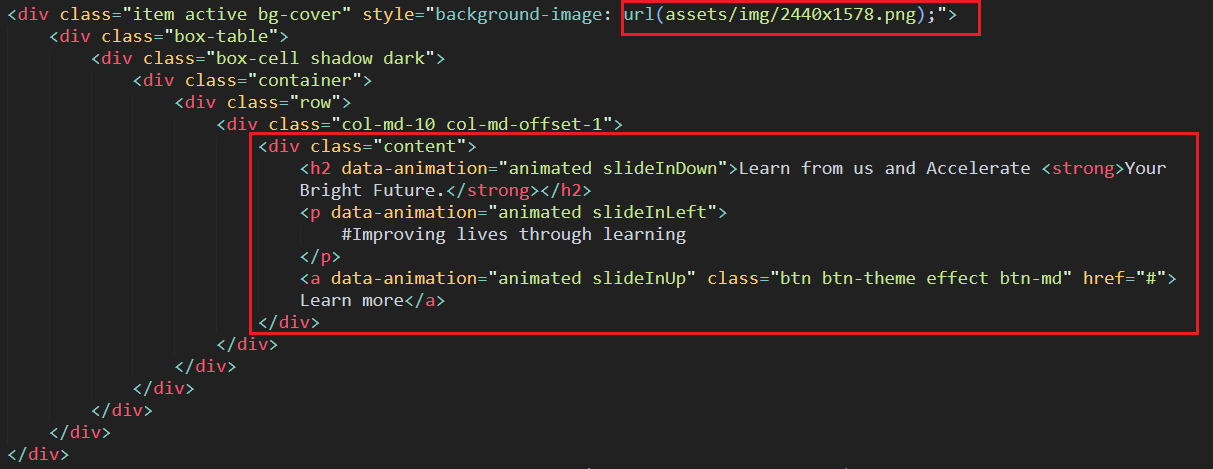 <div class="item active bg-cover" style="background-image: url(assets/img/2440x1578.png);">
<div class="box-table">
<div class="box-cell shadow dark">
<div class="container">
<div class="row">
<div class="col-md-10 col-md-offset-1">
<div class="content">
<h2 data-animation="animated slideInDown">Learn from us and Accelerate <strong>Your
Bright Future.</strong></h2>
<p data-animation="animated slideInLeft">
#Improving lives through learning
</p>
<a data-animation="animated slideInUp" class="btn btn-theme effect btn-md" href="#">
Learn more</a>
</div>
</div>
</div>
</div>
</div>
</div>
</div>